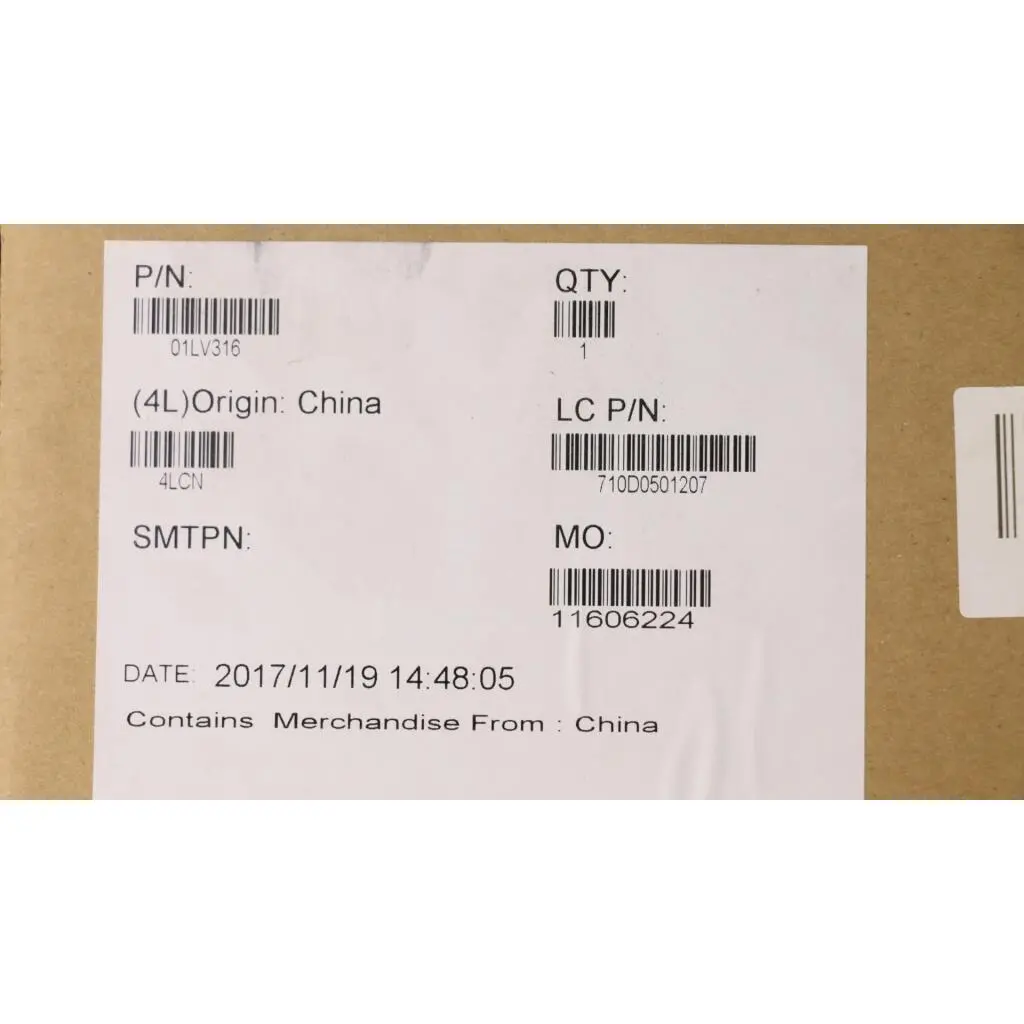 P/N:
01LV316
QTY:
1
(4L)Origin: China
4LCN
LC P/N:
710D0501207
SMTPN:
MO:
11606224
DATE: 2017/11/19 14:48:05
Contains Merchandise From : China